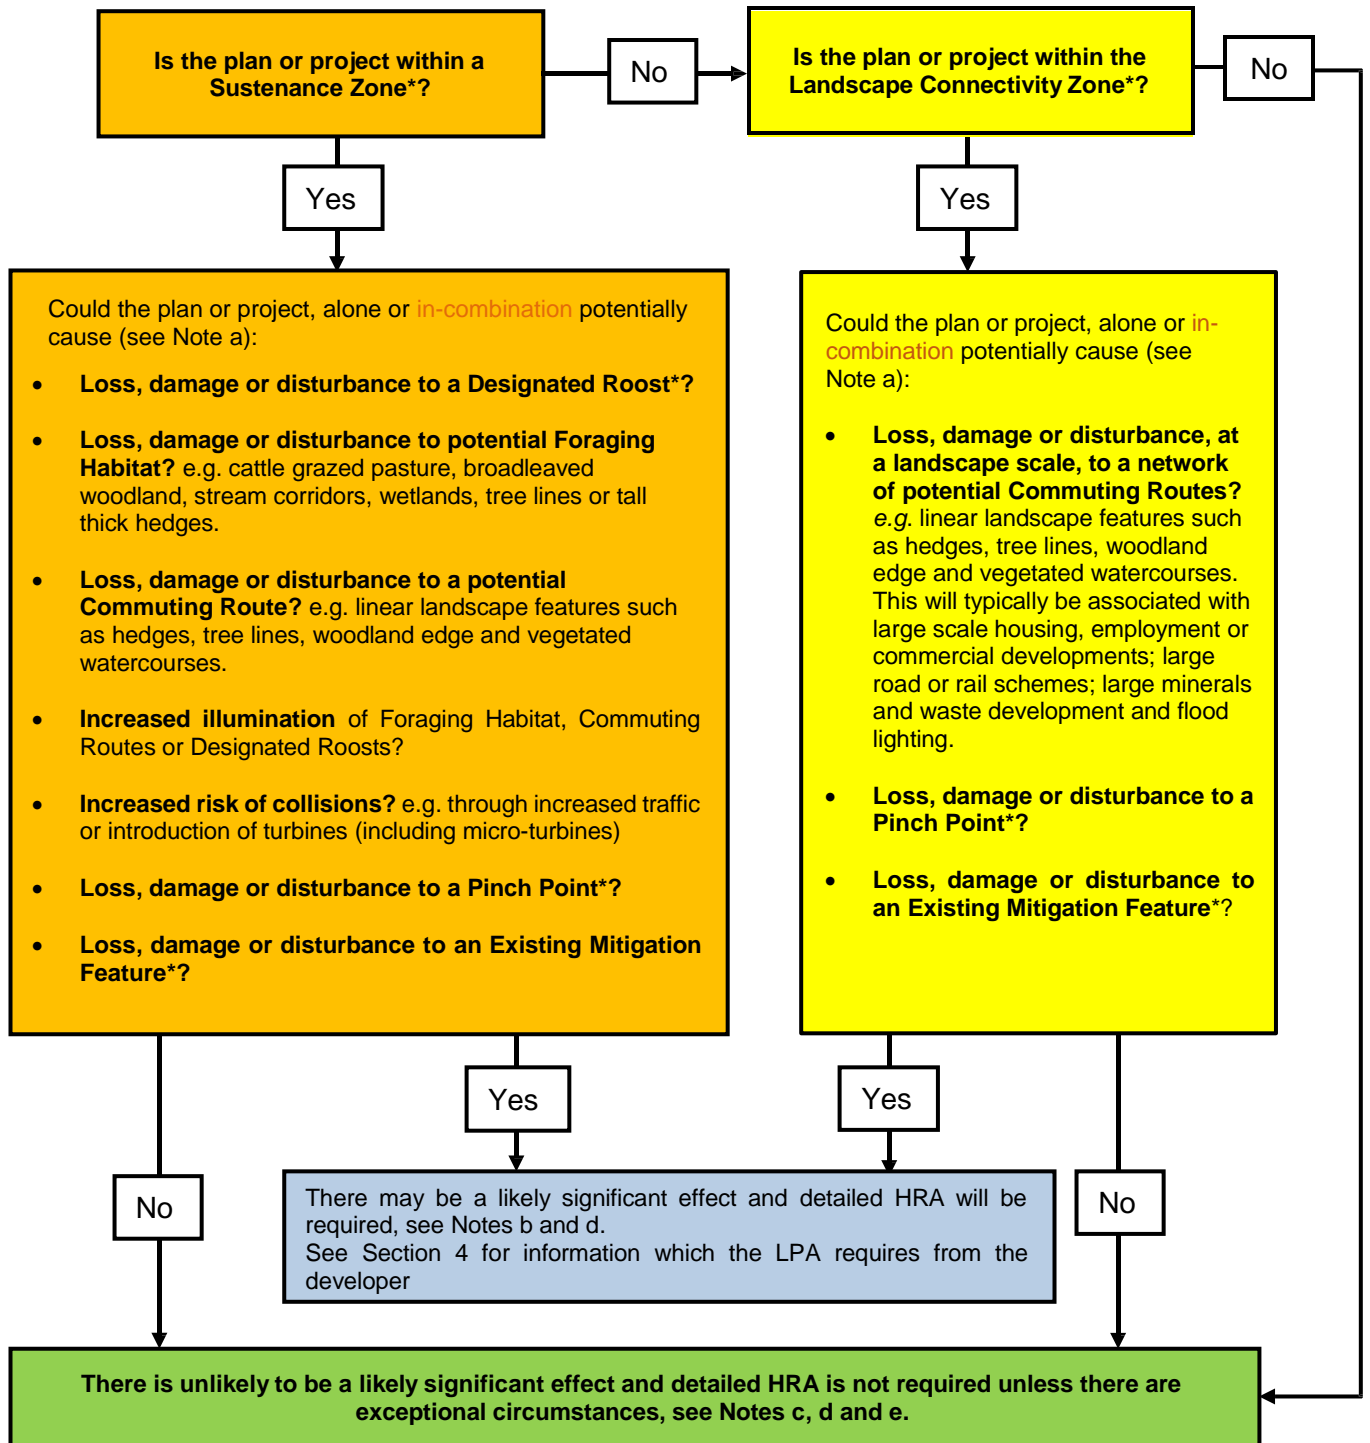 Is the plan or project within a
Sustenance Zone*?
No
Is the plan or project within the
Landscape Connectivity Zone*?
No
Yes
Yes
Could the plan or project, alone or in-combination potentially
cause (see Note a):
• Loss, damage or disturbance to a Designated Roost*?
• Loss, damage or disturbance to potential Foraging
Habitat? e.g. cattle grazed pasture, broadleaved
woodland, stream corridors, wetlands, tree lines or tall
thick hedges.
• Loss, damage or disturbance to a potential
Commuting Route? e.g. linear landscape features such
as hedges, tree lines, woodland edge and vegetated
watercourses.
• Increased illumination of Foraging Habitat, Commuting
Routes or Designated Roosts?
• Increased risk of collisions? e.g. through increased traffic
or introduction of turbines (including micro-turbines)
• Loss, damage or disturbance to a Pinch Point*?
• Loss, damage or disturbance to an Existing Mitigation
Feature*?
Could the plan or project, alone or in-
combination potentially cause (see
Note a):
• Loss, damage or disturbance, at
a landscape scale, to a network
of potential Commuting Routes?
e.g. linear landscape features such
as hedges, tree lines, woodland
edge and vegetated watercourses.
This will typically be associated with
large scale housing, employment or
commercial developments; large
road or rail schemes; large minerals
and waste development and flood
lighting.
• Loss, damage or disturbance to a
Pinch Point*?
• Loss, damage or disturbance to
an Existing Mitigation Feature*?
Yes
Yes
No
No
There may be a likely significant effect and detailed HRA will be
required, see Notes b and d.
See Section 4 for information which the LPA requires from the
developer
There is unlikely to be a likely significant effect and detailed HRA is not required unless there are
exceptional circumstances, see Notes c, d and e.